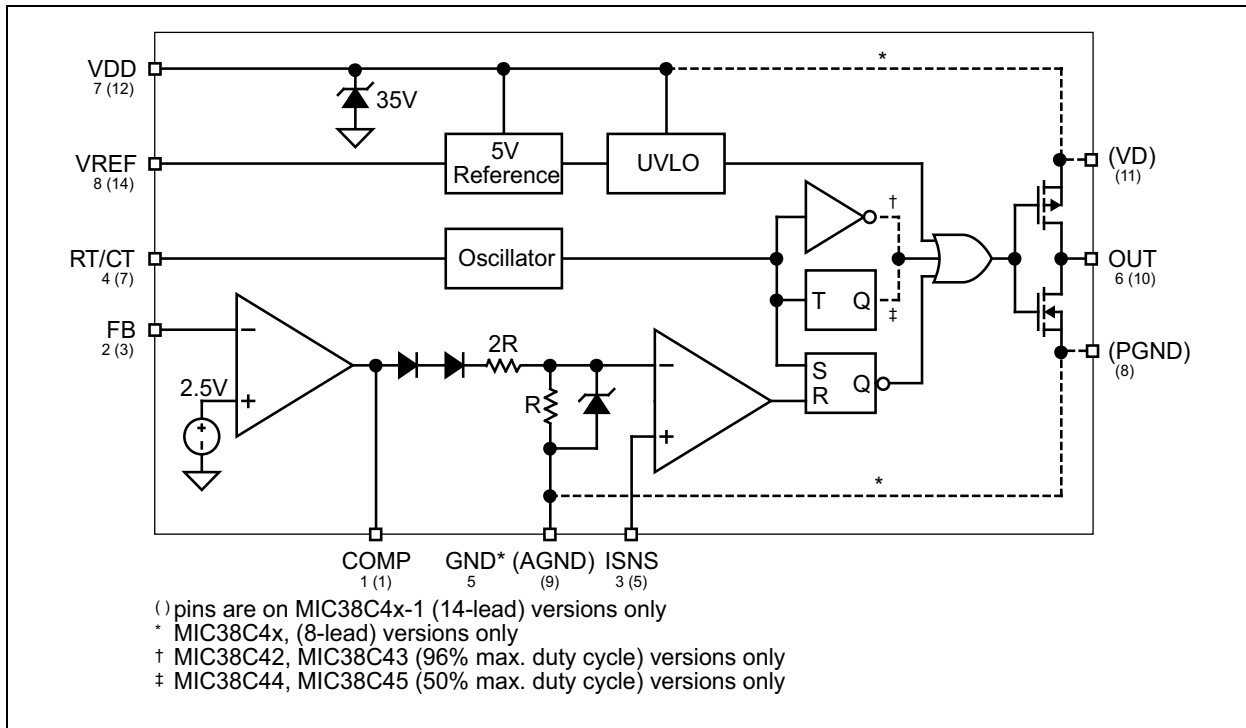 VDD
7 (12)
35V
*
VREF
8 (14)
5V
Reference
UVLO
(VD)
(11)
†
RT/CT
4 (7)
Oscillator
T Q
‡
OUT
6 (10)
FB
2 (3)
2.5V
+
−
+
−
2R
R
−
+
S
R
Q
(PGND)
(8)
*
COMP
1 (1)
GND* (AGND)
5 (9)
ISNS
3 (5)
( ) pins are on MIC38C4x-1 (14-lead) versions only
* MIC38C4x, (8-lead) versions only
† MIC38C42, MIC38C43 (96% max. duty cycle) versions only
‡ MIC38C44, MIC38C45 (50% max. duty cycle) versions only